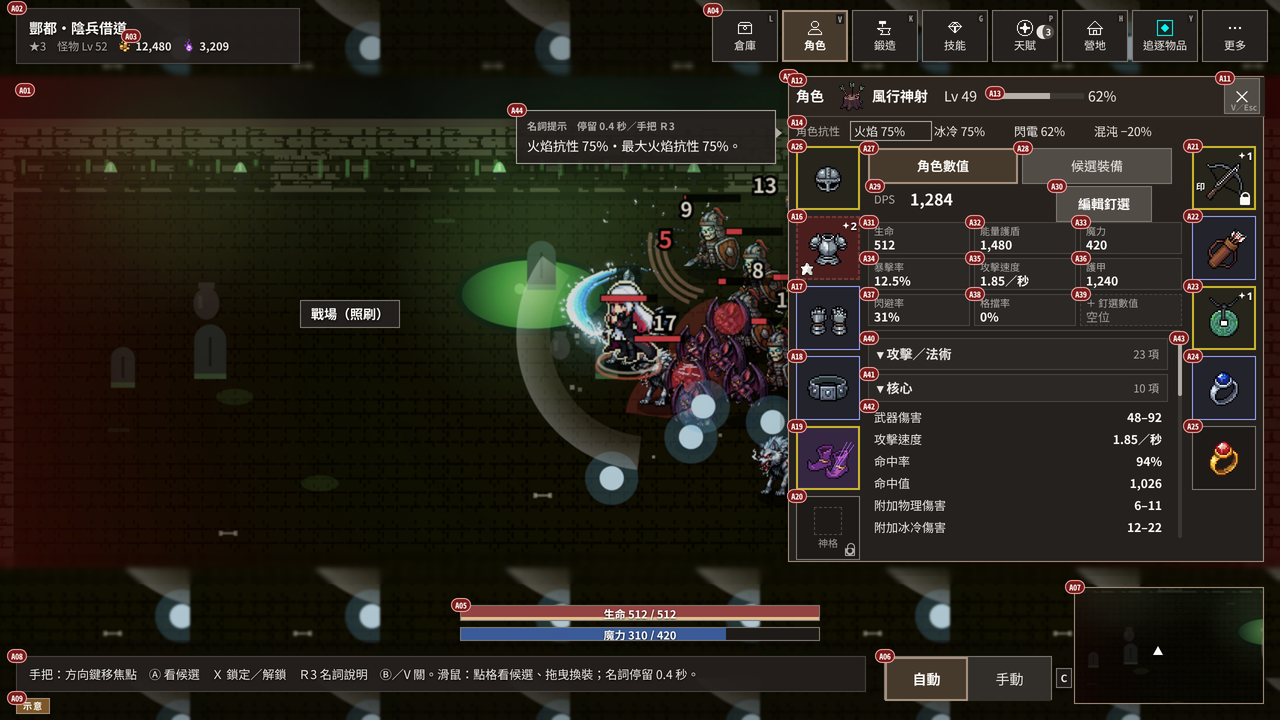 A02
酆都·陰兵借道
★3 怪物 Lv 52 A03 12,480 3,209
A04
L
倉庫
V
角色
K
鍛造
G
技能
P
天賦 3
H
營地
Y
追逐物品
更多
A01
A12
角色 風行神射 Lv 49 A13 62%
A11
V／Esc
A14
角色抗性 火焰 75% 冰冷 75% 閃電 62% 混沌 −20%
A44
名詞提示 停留 0.4 秒／手把 R3
火焰抗性 75%·最大火焰抗性 75%。
A26
A27
角色數值
A28
候選裝備
A21
+1
印
A29
DPS 1,284
A30
編輯釘選
A16
+2
A31
生命
512
A32
能量護盾
1,480
A33
魔力
420
A22
A34
暴擊率
12.5%
A35
攻擊速度
1.85／秒
A36
護甲
1,240
A17
A37
閃避率
31%
A38
格擋率
0%
A39
＋ 釘選數值
空位
A23
+1
A40
▾攻擊／法術 23 項
A43
A18
A41
▾核心 10 項
A24
A42
武器傷害 48–92
攻擊速度 1.85／秒
命中率 94%
命中值 1,026
附加物理傷害 6–11
附加冰冷傷害 12–22
A19
A25
A20
神格
13
9
5
8
1
17
戰場（照刷）
A05
生命 512 / 512
魔力 310 / 420
A08
手把：方向鍵移焦點 Ⓐ 看候選 X 鎖定／解鎖 R3 名詞說明 Ⓑ／V 關。滑鼠：點格看候選、拖曳換裝；名詞停留 0.4 秒。
A09
示意
A06
自動
手動
C
A07